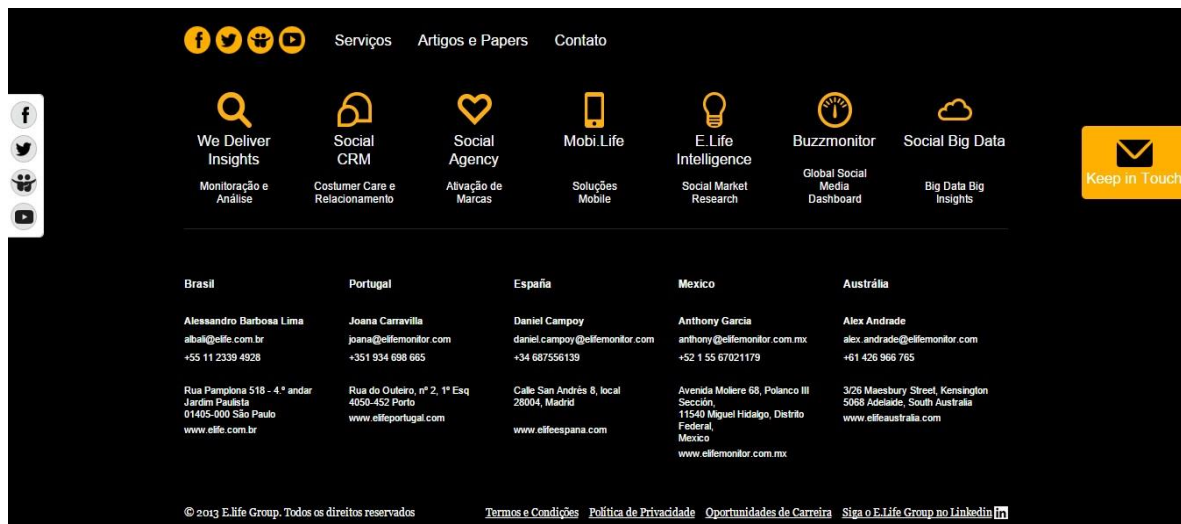 Serviços Artigos e Papers Contato
We Deliver
Insights
Monitoração e
Análise
Social
CRM
Costumer Care e
Relacionamento
Social
Agency
Ativação de
Marcas
Mobi.Life
Soluções
Mobile
E.Life
Intelligence
Social Market
Research
Buzzmonitor
Global Social
Media
Dashboard
Social Big Data
Big Data Big
Insights
Keep in Touch
Brasil
Alessandro Barbosa Lima
albali@elife.com.br
+55 11 2339 4928
Rua Pamplona 518 - 4.º andar
Jardim Paulista
01405-000 São Paulo
www.elife.com.br
Portugal
Joana Carravilla
joana@elifemonitor.com
+351 934 698 665
Rua do Outeiro, nº 2, 1º Esq
4050-452 Porto
www.elifeportugal.com
España
Daniel Campoy
daniel.campoy@elifemonitor.com
+34 687556139
Calle San Andrés 8, local
28004, Madrid
www.elifeespana.com
Mexico
Anthony Garcia
anthony@elifemonitor.com.mx
+52 1 55 67021179
Avenida Moliere 68, Polanco III
Sección,
11540 Miguel Hidalgo, Distrito
Federal,
Mexico
www.elifemonitor.com.mx
Austrália
Alex Andrade
alex.andrade@elifemonitor.com
+61 426 966 765
3/26 Maesbury Street, Kensington
5068 Adelaide, South Australia
www.elifeaustralia.com
© 2013 E.life Group. Todos os direitos reservados
Termos e Condições Política de Privacidade Oportunidades de Carreira Siga o E.Life Group no Linkedin in